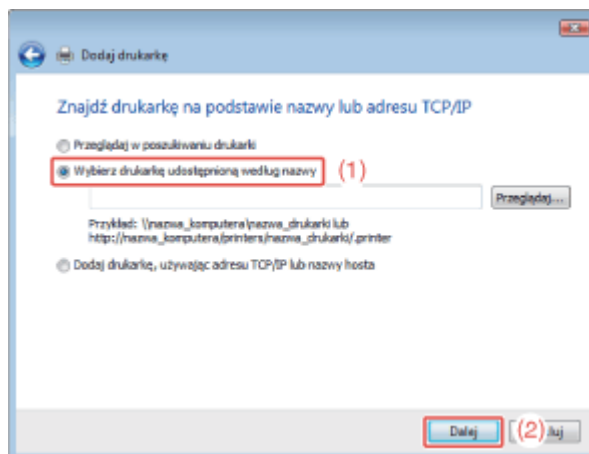 Dodaj drukarkę
Znajdź drukarkę na podstawie nazwy lub adresu TCP/IP
Przeglądaj w poszukiwaniu drukarki
Wybierz drukarkę udostępnioną według nazwy (1)
Przeglądaj...
Przykład: \\nazwa_komputera\nazwa_drukarki lub
http://nazwa_komputera/printers/nazwa_drukarki/.printer
Dodaj drukarkę, używając adresu TCP/IP lub nazwy hosta
Dalej (2)